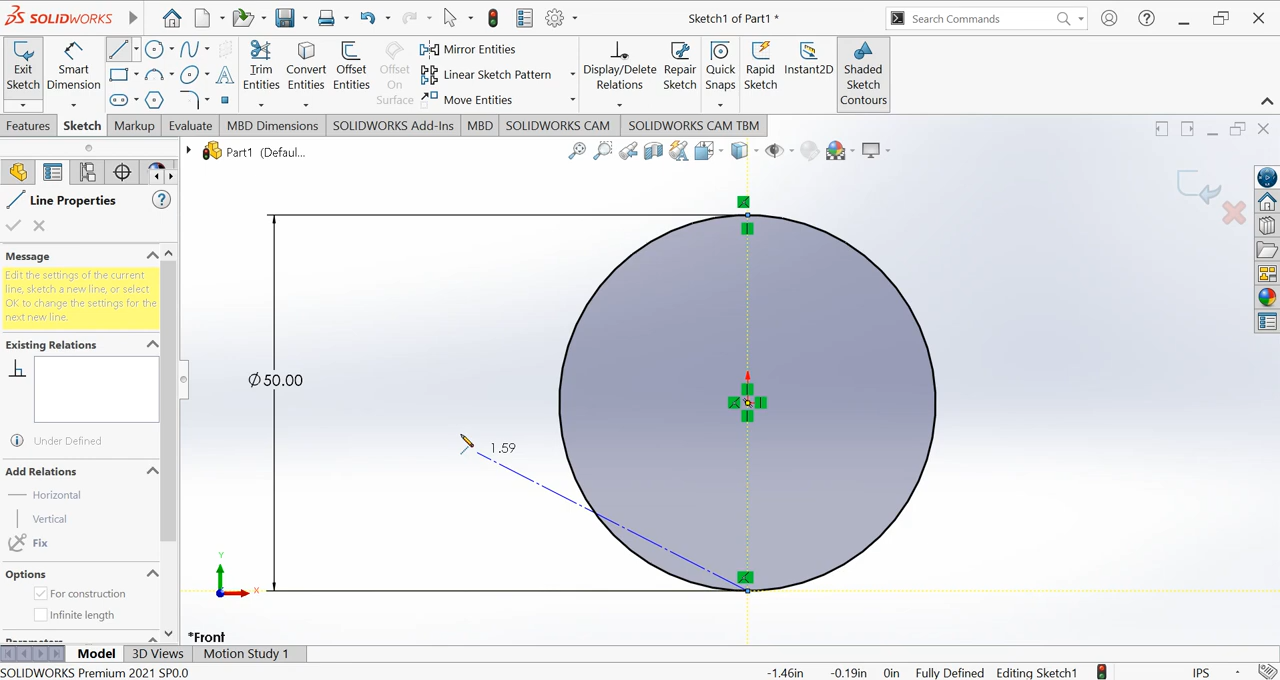 SOLIDWORKS
Sketch1 of Part1 *
Search Commands
Exit Sketch
Smart Dimension
Trim Entities
Convert Entities
Offset Entities
Offset On Surface
Mirror Entities
Linear Sketch Pattern
Move Entities
Display/Delete Relations
Repair Sketch
Quick Snaps
Rapid Sketch
Instant2D
Shaded Sketch Contours
Features
Sketch
Markup
Evaluate
MBD Dimensions
SOLIDWORKS Add-Ins
MBD
SOLIDWORKS CAM
SOLIDWORKS CAM TBM
Part1 (Defaul...
Line Properties
Message
Edit the settings of the current
line, sketch a new line, or select
OK to change the settings for the
next new line.
Existing Relations
Under Defined
Add Relations
Horizontal
Vertical
Fix
Options
For construction
Infinite length
Ø50.00
1.59
Y
X
*Front
Model
3D Views
Motion Study 1
SOLIDWORKS Premium 2021 SP0.0
-1.46in
-0.19in
0in
Fully Defined
Editing Sketch1
IPS